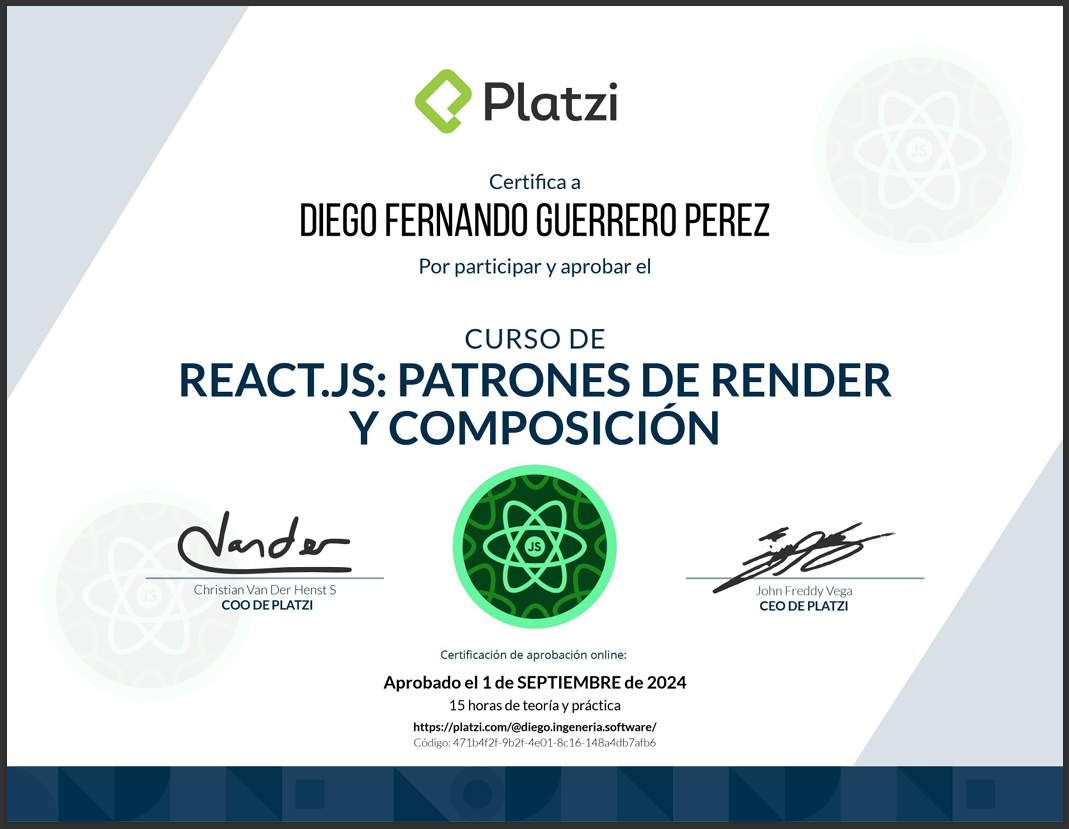 Platzi
Certifica a
DIEGO FERNANDO GUERRERO PEREZ
Por participar y aprobar el
CURSO DE
REACT.JS: PATRONES DE RENDER
Y COMPOSICIÓN
JS
JS
JS
Vander
Christian Van Der Henst S
COO DE PLATZI
John Freddy Vega
CEO DE PLATZI
Certificación de aprobación online:
Aprobado el 1 de SEPTIEMBRE de 2024
15 horas de teoría y práctica
https://platzi.com/@diego.ingeneria.software/
Código: 471b4f2f-9b2f-4e01-8c16-148a4db7afb6